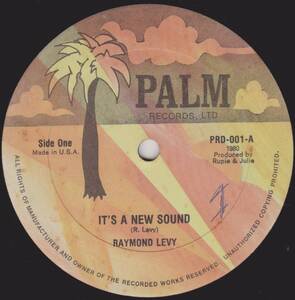 PALM
RECORDS, LTD
Side One
Made in U.S.A.
PRD-001-A
1980
Produced by
Rupie & Julie
IT'S A NEW SOUND
(R. Levy)
RAYMOND LEVY
ALL RIGHTS OF MANUFACTURER AND OWNER OF THE RECORDED WORKS RESERVED. UNAUTHORIZED COPYING PROHIBITED.